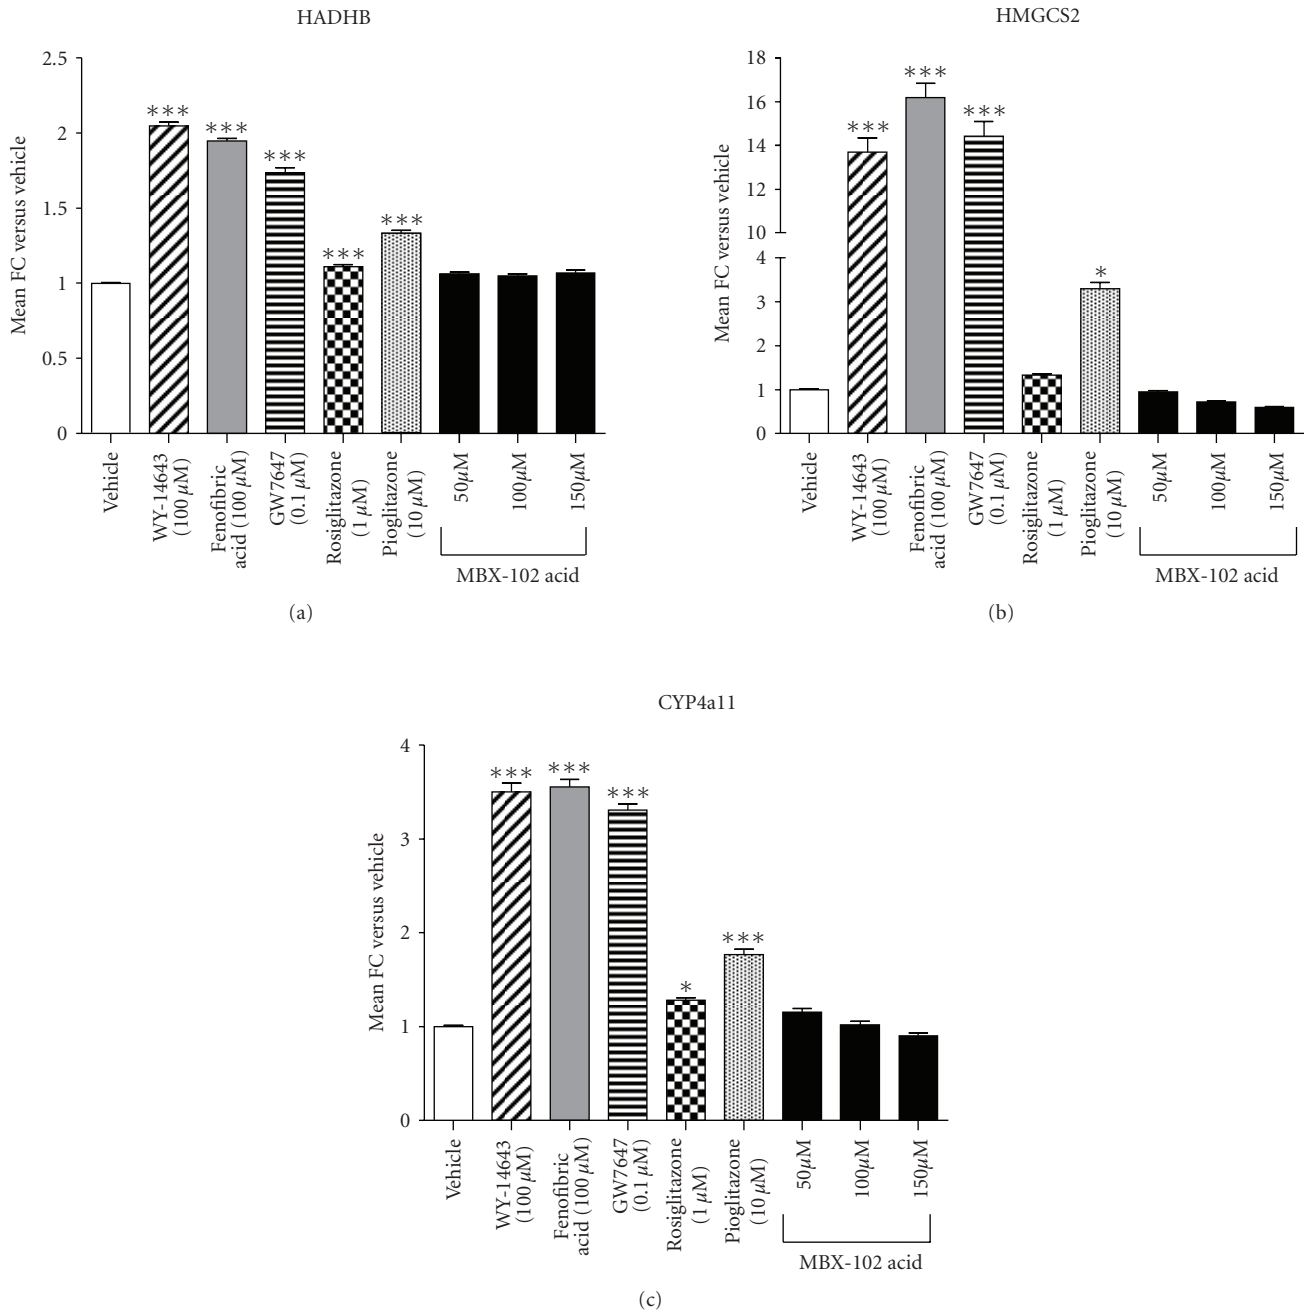 HADHB
Mean FC versus vehicle
2.5
2
1.5
1
0.5
0
***
***
***
***
***
Vehicle
WY-14643
(100 µM)
Fenofibric
acid (100 µM)
GW7647
(0.1 µM)
Rosiglitazone
(1 µM)
Pioglitazone
(10 µM)
50µM
100µM
150µM
MBX-102 acid
(a)
HMGCS2
Mean FC versus vehicle
18
16
14
12
10
4
3
2
1
0
***
***
***
*
Vehicle
WY-14643
(100 µM)
Fenofibric
acid (100 µM)
GW7647
(0.1 µM)
Rosiglitazone
(1 µM)
Pioglitazone
(10 µM)
50µM
100µM
150µM
MBX-102 acid
(b)
CYP4a11
Mean FC versus vehicle
4
3
2
1
0
***
***
***
*
***
Vehicle
WY-14643
(100 µM)
Fenofibric
acid (100 µM)
GW7647
(0.1 µM)
Rosiglitazone
(1 µM)
Pioglitazone
(10 µM)
50µM
100µM
150µM
MBX-102 acid
(c)